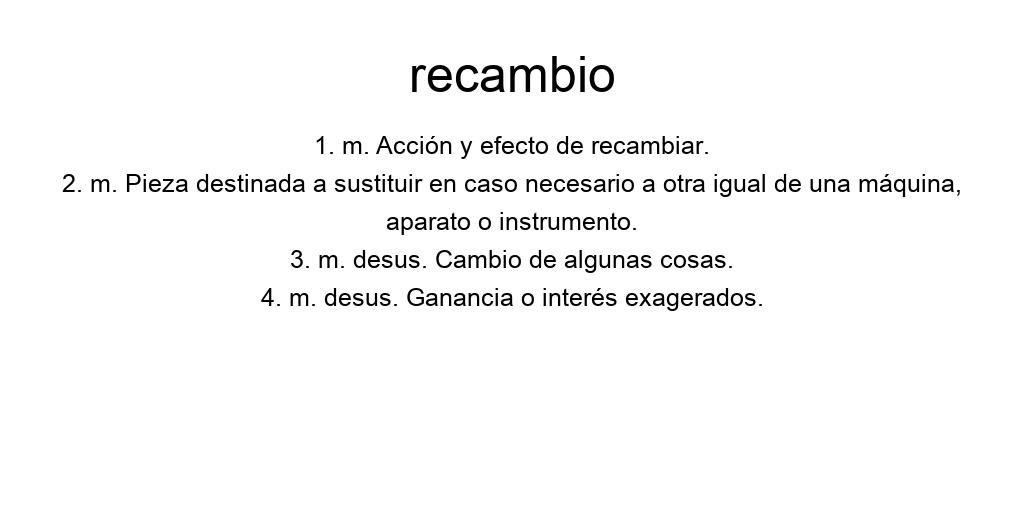 recambio
1. m. Acción y efecto de recambiar.
2. m. Pieza destinada a sustituir en caso necesario a otra igual de una máquina,
aparato o instrumento.
3. m. desus. Cambio de algunas cosas.
4. m. desus. Ganancia o interés exagerados.